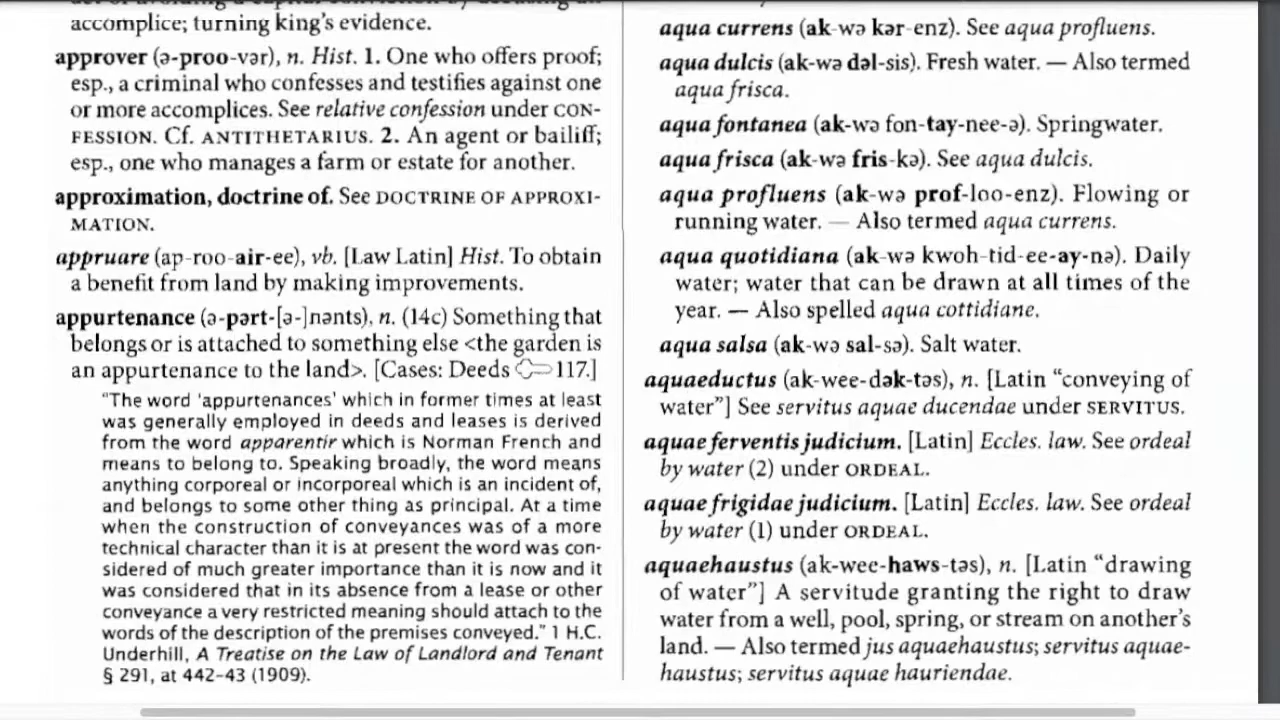 accomplice; turning king's evidence.
approver (ə-proo-vər), n. Hist. 1. One who offers proof;
esp., a criminal who confesses and testifies against one
or more accomplices. See relative confession under CON-
FESSION. Cf. ANTITHETARIUS. 2. An agent or bailiff;
esp., one who manages a farm or estate for another.
approximation, doctrine of. See DOCTRINE OF APPROXI-
MATION.
appruare (ap-roo-air-ee), vb. [Law Latin] Hist. To obtain
a benefit from land by making improvements.
appurtenance (ə-pərt-[ə-]nənts), n. (14c) Something that
belongs or is attached to something else <the garden is
an appurtenance to the land>. [Cases: Deeds 117.]
"The word 'appurtenances' which in former times at least
was generally employed in deeds and leases is derived
from the word apparentir which is Norman French and
means to belong to. Speaking broadly, the word means
anything corporeal or incorporeal which is an incident of,
and belongs to some other thing as principal. At a time
when the construction of conveyances was of a more
technical character than it is at present the word was con-
sidered of much greater importance than it is now and it
was considered that in its absence from a lease or other
conveyance a very restricted meaning should attach to the
words of the description of the premises conveyed." 1 H.C.
Underhill, A Treatise on the Law of Landlord and Tenant
§ 291, at 442-43 (1909).
aqua currens (ak-wə kər-enz). See aqua profluens.
aqua dulcis (ak-wə dəl-sis). Fresh water. — Also termed
aqua frisca.
aqua fontanea (ak-wə fon-tay-nee-ə). Springwater.
aqua frisca (ak-wə fris-kə). See aqua dulcis.
aqua profluens (ak-wə prof-loo-enz). Flowing or
running water. — Also termed aqua currens.
aqua quotidiana (ak-wə kwoh-tid-ee-ay-nə). Daily
water; water that can be drawn at all times of the
year. — Also spelled aqua cottidiane.
aqua salsa (ak-wə sal-sə). Salt water.
aquaeductus (ak-wee-dək-təs), n. [Latin "conveying of
water"] See servitus aquae ducendae under SERVITUS.
aquae ferventis judicium. [Latin] Eccles. law. See ordeal
by water (2) under ORDEAL.
aquae frigidae judicium. [Latin] Eccles. law. See ordeal
by water (1) under ORDEAL.
aquaehaustus (ak-wee-haws-təs), n. [Latin "drawing
of water"] A servitude granting the right to draw
water from a well, pool, spring, or stream on another's
land. — Also termed jus aquaehaustus; servitus aquae-
haustus; servitus aquae hauriendae.